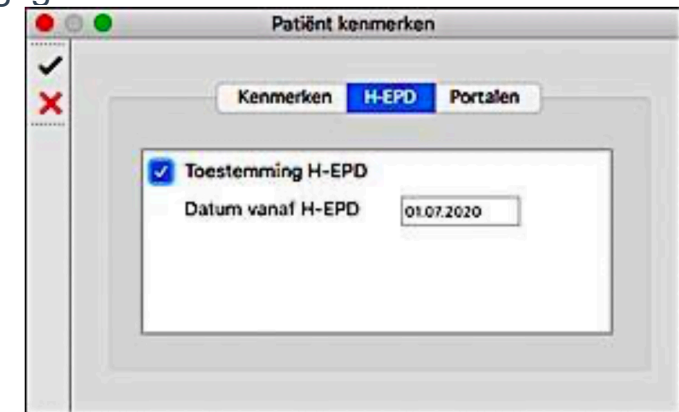 Patiënt kenmerken
Kenmerken H-EPD Portalen
Toestemming H-EPD
Datum vanaf H-EPD 01.07.2020